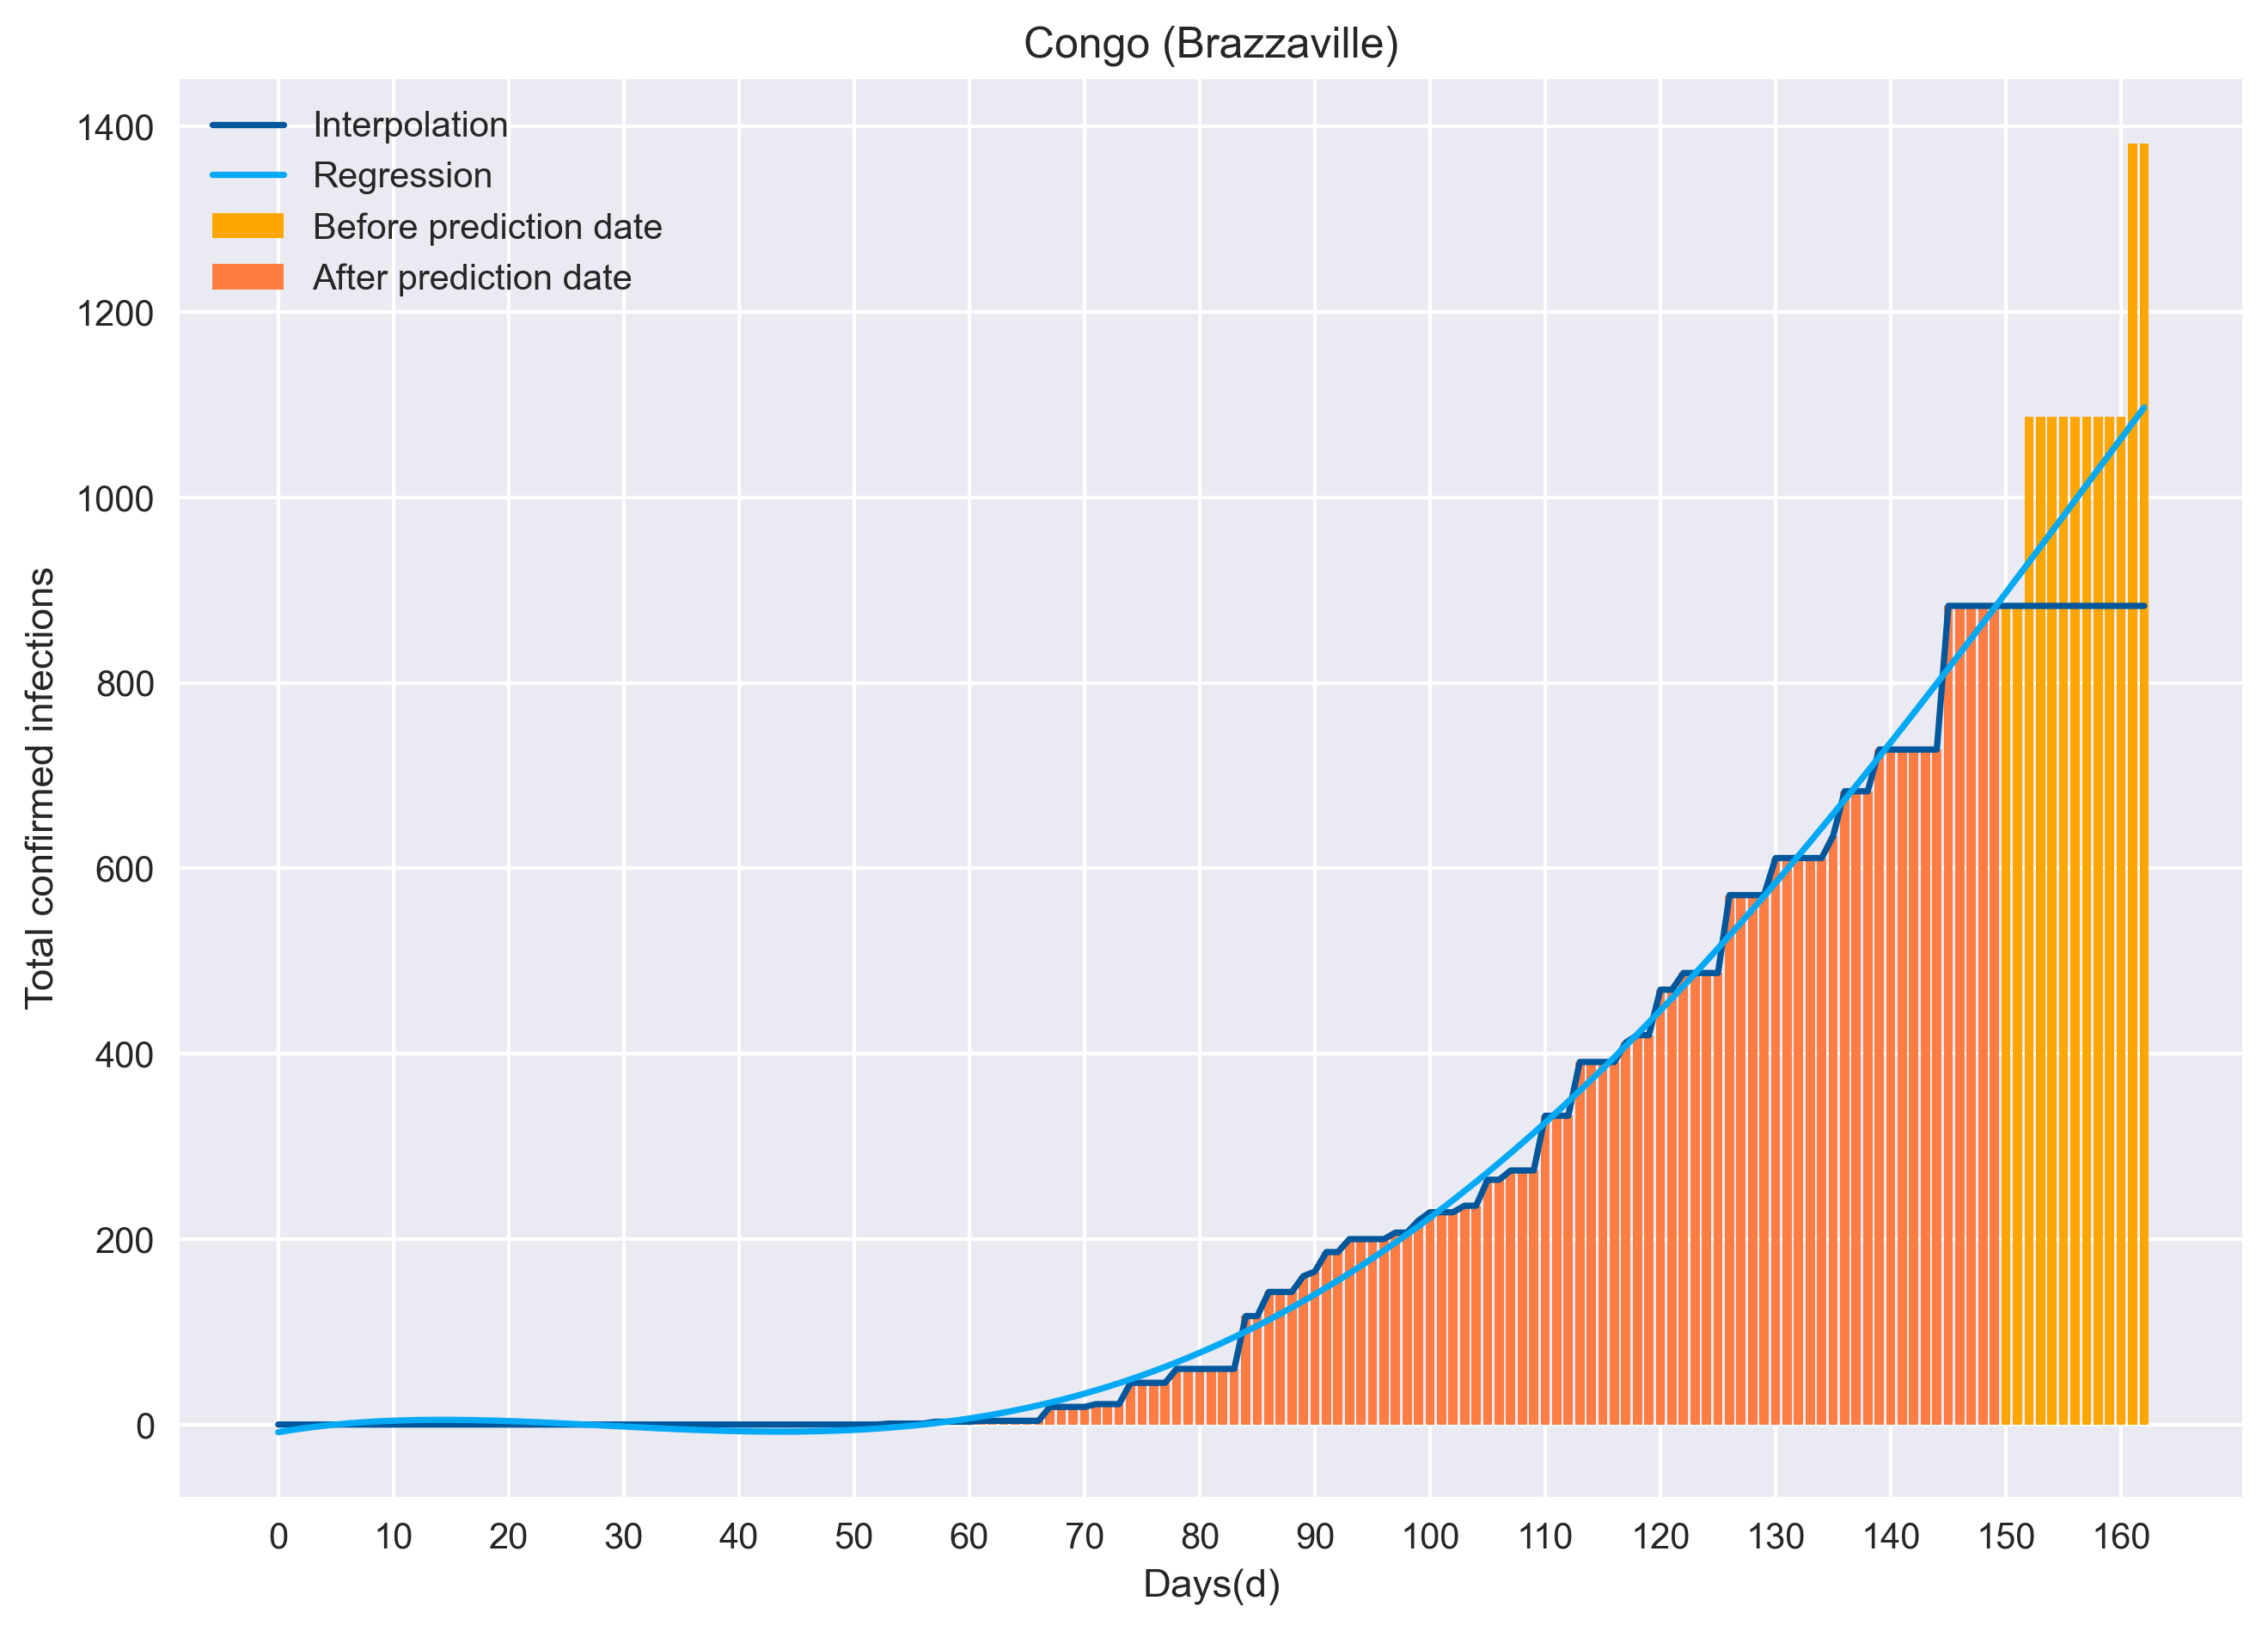 Congo (Brazzaville)
Interpolation
Regression
Before prediction date
After prediction date
1400
1200
1000
800
600
400
200
0
Total confirmed infections
0 10 20 30 40 50 60 70 80 90 100 110 120 130 140 150 160
Days(d)